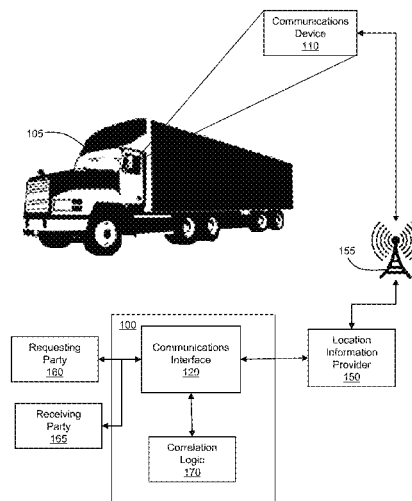 Communications
Device
110
105
155
100
Requesting
Party
160
Communications
Interface
120
Location
Information
Provider
150
Receiving
Party
165
Correlation
Logic
170